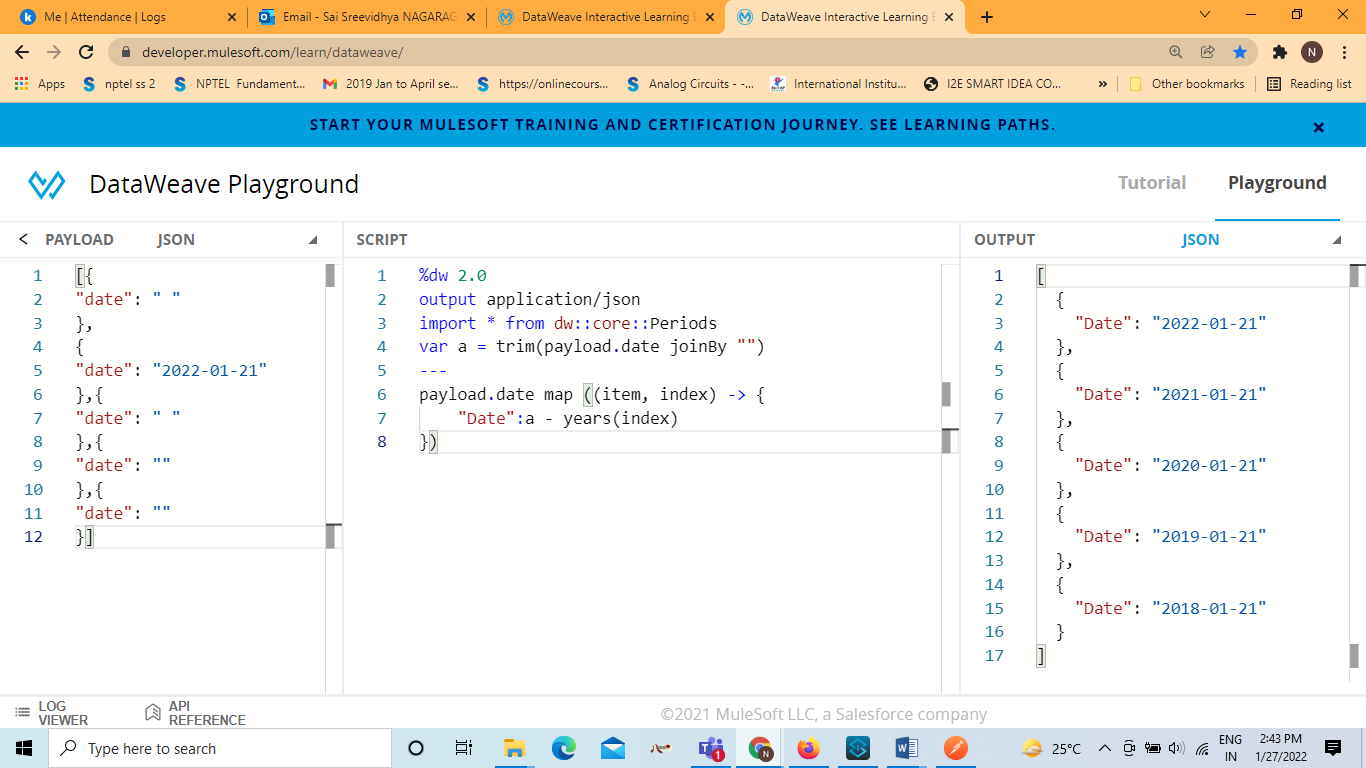 Me | Attendance | Logs
Email - Sai Sreevidhya NAGARAG
DataWeave Interactive Learning E
DataWeave Interactive Learning E
developer.mulesoft.com/learn/dataweave/
N
Apps
nptel ss 2
NPTEL Fundament...
2019 Jan to April se...
https://onlinecours...
Analog Circuits - -...
International Institu...
I2E SMART IDEA CO...
»
Other bookmarks
Reading list
START YOUR MULESOFT TRAINING AND CERTIFICATION JOURNEY. SEE LEARNING PATHS.
DataWeave Playground
Tutorial
Playground
PAYLOAD
JSON
1 [{
2 "date": " "
3 },
4 {
5 "date": "2022-01-21"
6 },{
7 "date": " "
8 },{
9 "date": ""
10 },{
11 "date": ""
12 }]
SCRIPT
1 %dw 2.0
2 output application/json
3 import * from dw::core::Periods
4 var a = trim(payload.date joinBy "")
5 ---
6 payload.date map ((item, index) -> {
7 "Date":a - years(index)
8 })
OUTPUT
JSON
1 [
2 {
3 "Date": "2022-01-21"
4 },
5 {
6 "Date": "2021-01-21"
7 },
8 {
9 "Date": "2020-01-21"
10 },
11 {
12 "Date": "2019-01-21"
13 },
14 {
15 "Date": "2018-01-21"
16 }
17 ]
LOG
VIEWER
API
REFERENCE
©2021 MuleSoft LLC, a Salesforce company
Type here to search
1
N
25°C
ENG
IN
2:43 PM
1/27/2022